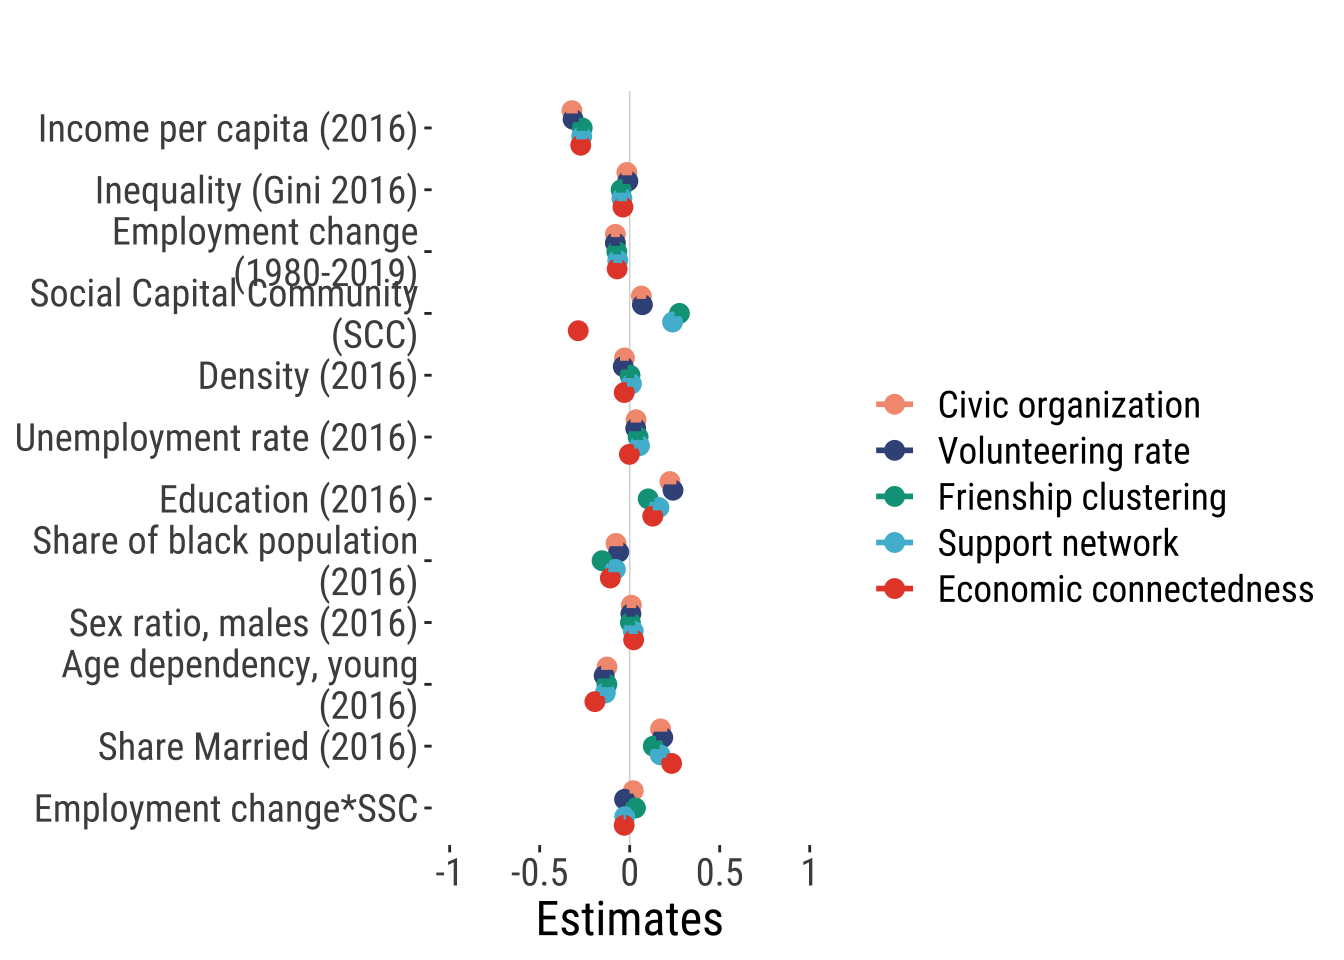 Income per capita (2016)
Inequality (Gini 2016)
Employment change
(1980-2019)
Social Capital Community
(SCC)
Density (2016)
Unemployment rate (2016)
Education (2016)
Share of black population
(2016)
Sex ratio, males (2016)
Age dependency, young
(2016)
Share Married (2016)
Employment change*SSC
-1 -0.5 0 0.5 1
Estimates
Civic organization
Volunteering rate
Frienship clustering
Support network
Economic connectedness